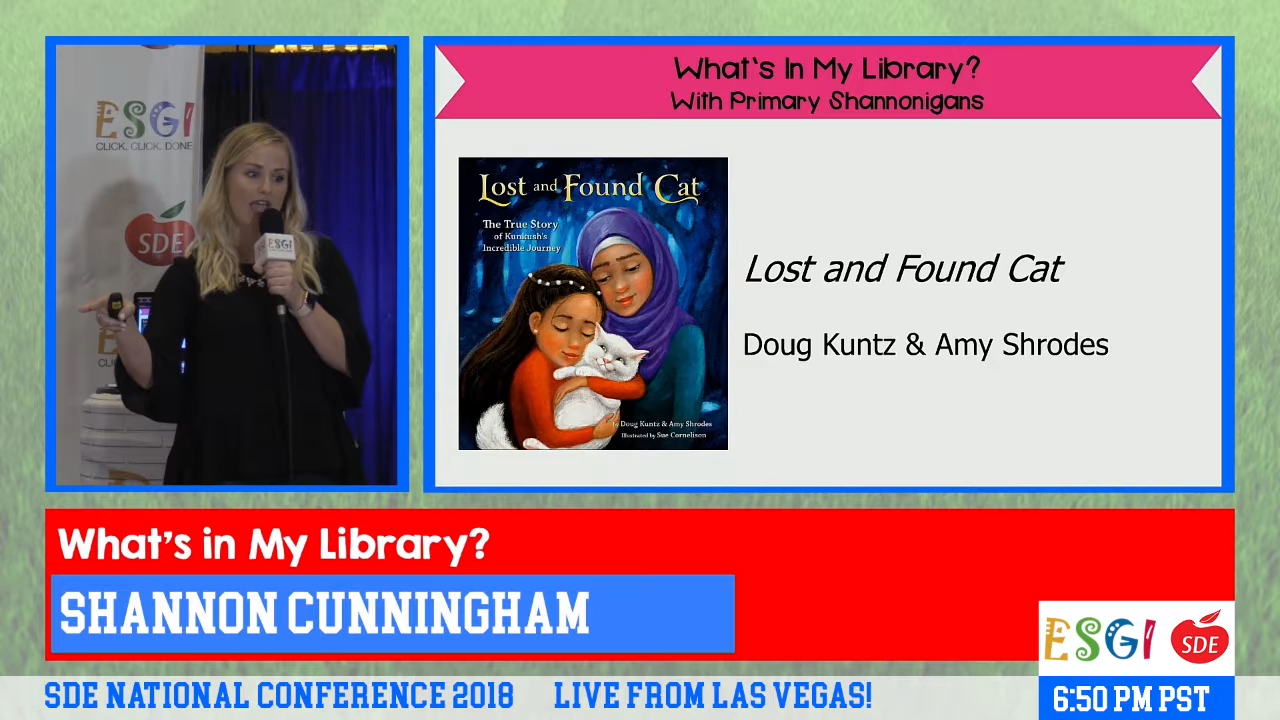 ESGI
CLICK. CLICK. DONE
SDE
ESGI
What's In My Library?
With Primary Shannonigans
Lost and Found Cat
The True Story
of Kunkush's
Incredible Journey
by Doug Kuntz & Amy Shrodes
Illustrated by Sue Cornelison
Lost and Found Cat
Doug Kuntz & Amy Shrodes
What's in My Library?
SHANNON CUNNINGHAM
ESGI SDE
SDE NATIONAL CONFERENCE 2018 LIVE FROM LAS VEGAS!
6:50 PM PST